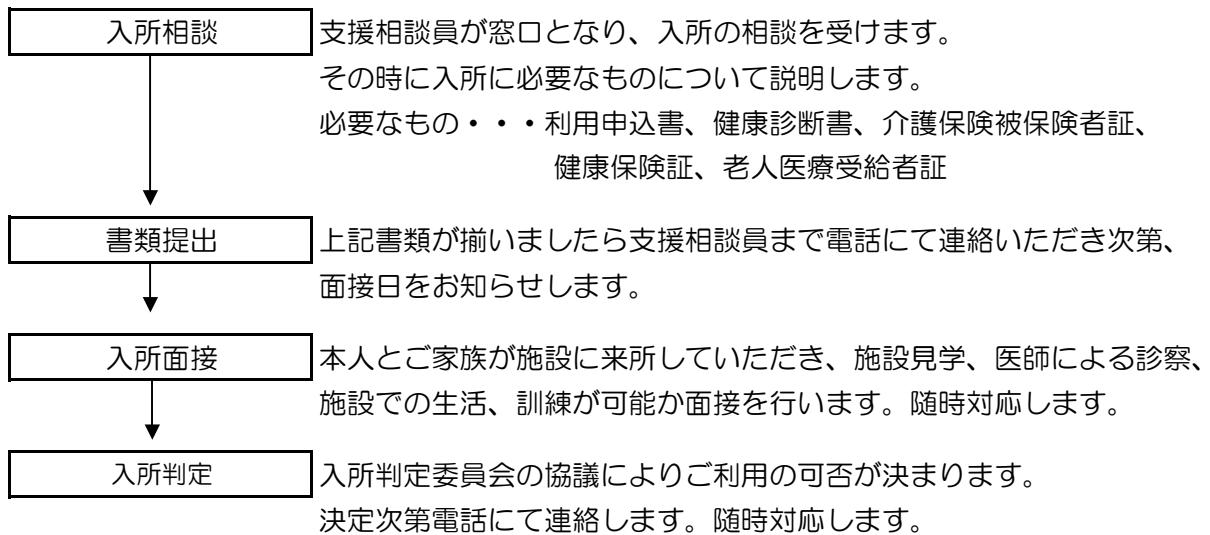 入所相談
支援相談員が窓口となり、入所の相談を受けます。
その時に入所に必要なものについて説明します。
必要なもの・・・利用申込書、健康診断書、介護保険被保険者証、
健康保険証、老人医療受給者証
書類提出
上記書類が揃いましたら支援相談員まで電話にて連絡いただき次第、
面接日をお知らせします。
入所面接
本人とご家族が施設に来所していただき、施設見学、医師による診察、
施設での生活、訓練が可能か面接を行います。随時対応します。
入所判定
入所判定委員会の協議によりご利用の可否が決まります。
決定次第電話にて連絡します。随時対応します。